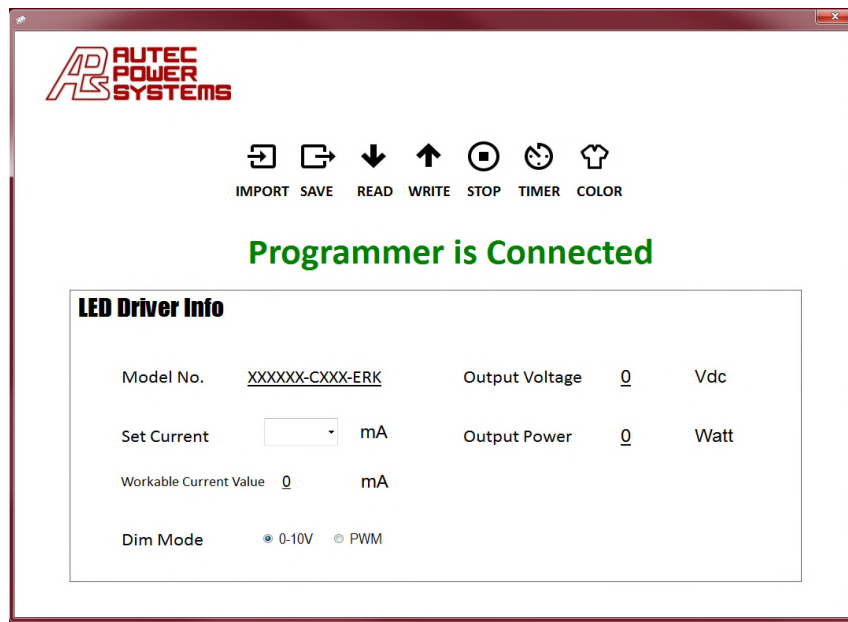 AUTEC
POWER
SYSTEMS
IMPORT SAVE READ WRITE STOP TIMER COLOR
Programmer is Connected
LED Driver Info
Model No. XXXXXX-CXXX-ERK Output Voltage 0 Vdc
Set Current mA Output Power 0 Watt
Workable Current Value 0 mA
Dim Mode 0-10V PWM